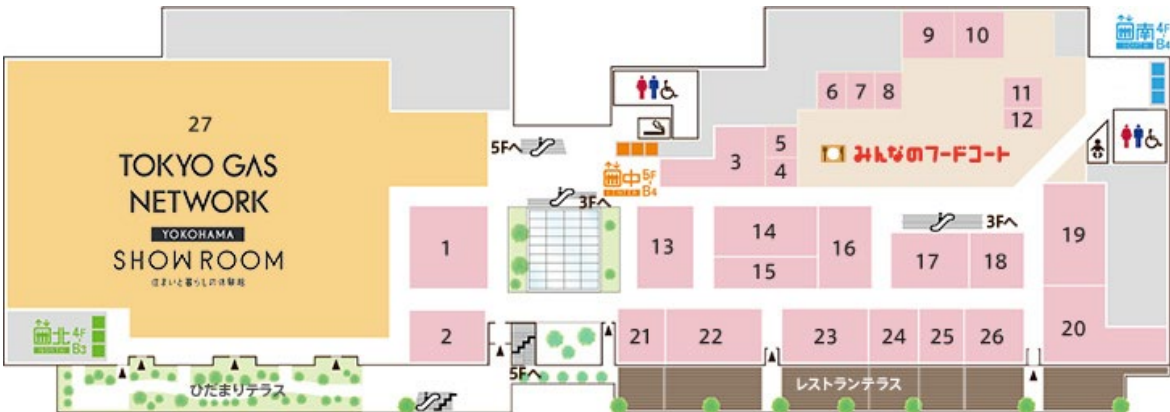 9
10
南 4F
SOUTH B4
27
TOKYO GAS
NETWORK
YOKOHAMA
SHOWROOM
住まいと暮らしの体験館
5Fへ
6
7
8
11
12
3
5
4
みんなのフードコート
中 5F
CENTER B4
3Fへ
1
13
14
15
16
3Fへ
17
18
19
2
21
22
23
24
25
26
20
北 4F
NORTH B3
5Fへ
ひだまりテラス
レストランテラス